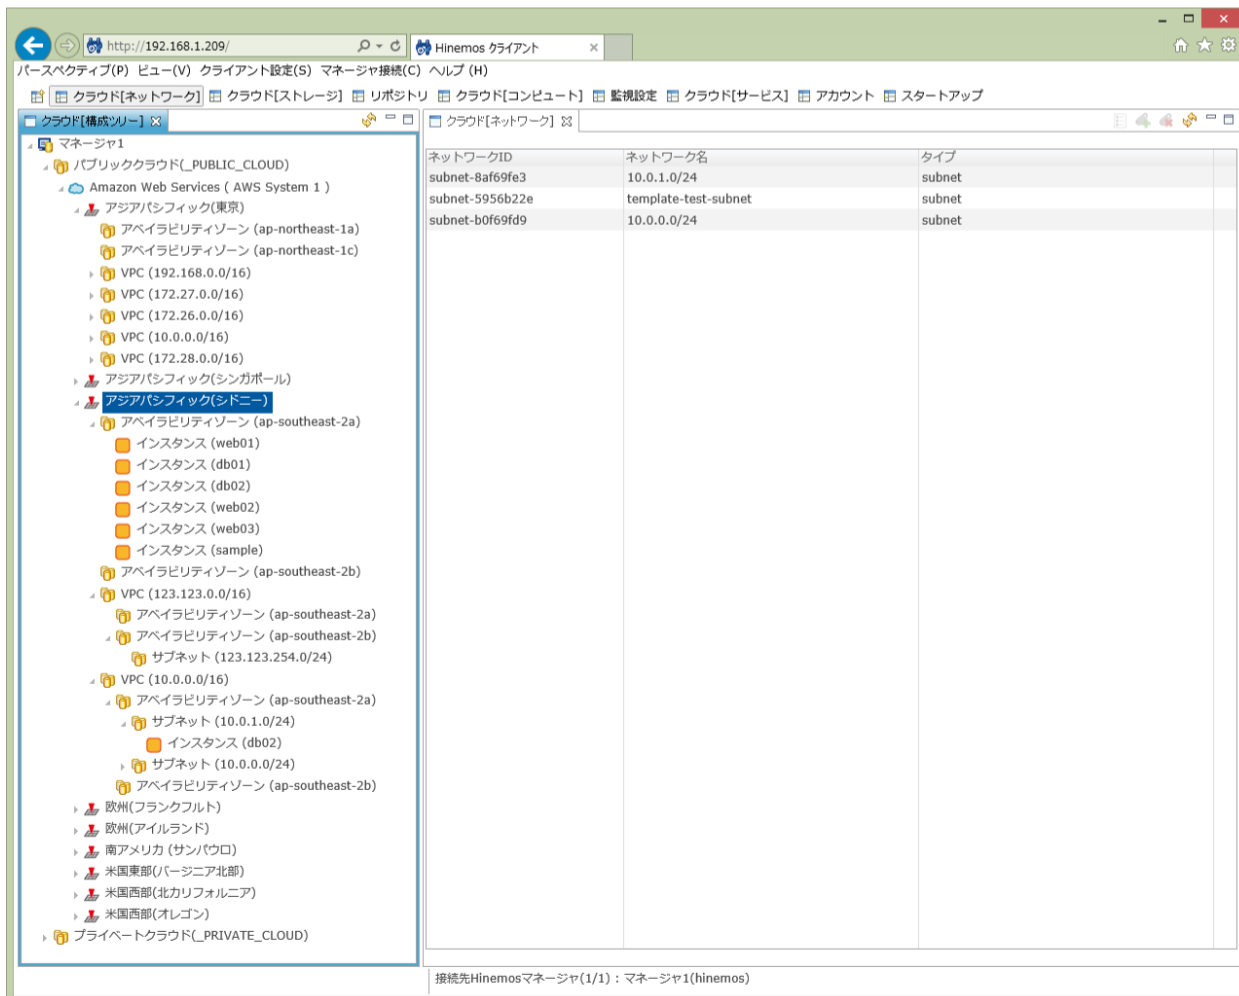 http://192.168.1.209/
Hinemos クライアント
パースペクティブ(P) ビュー(V) クライアント設定(S) マネージャ接続(C) ヘルプ (H)
クラウド[ネットワーク] クラウド[ストレージ] リポジトリ クラウド[コンピュート] 監視設定 クラウド[サービス] アカウント スタートアップ
クラウド[構成ツリー]
マネージャ1
パブリッククラウド(_PUBLIC_CLOUD)
Amazon Web Services ( AWS System 1 )
アジアパシフィック(東京)
アベイラビリティゾーン (ap-northeast-1a)
アベイラビリティゾーン (ap-northeast-1c)
VPC (192.168.0.0/16)
VPC (172.27.0.0/16)
VPC (172.26.0.0/16)
VPC (10.0.0.0/16)
VPC (172.28.0.0/16)
アジアパシフィック(シンガポール)
アジアパシフィック(シドニー)
アベイラビリティゾーン (ap-southeast-2a)
インスタンス (web01)
インスタンス (db01)
インスタンス (db02)
インスタンス (web02)
インスタンス (web03)
インスタンス (sample)
アベイラビリティゾーン (ap-southeast-2b)
VPC (123.123.0.0/16)
アベイラビリティゾーン (ap-southeast-2a)
アベイラビリティゾーン (ap-southeast-2b)
サブネット (123.123.254.0/24)
VPC (10.0.0.0/16)
アベイラビリティゾーン (ap-southeast-2a)
サブネット (10.0.1.0/24)
インスタンス (db02)
サブネット (10.0.0.0/24)
アベイラビリティゾーン (ap-southeast-2b)
欧州(フランクフルト)
欧州(アイルランド)
南アメリカ (サンパウロ)
米国東部(バージニア北部)
米国西部(北カリフォルニア)
米国西部(オレゴン)
プライベートクラウド(_PRIVATE_CLOUD)
クラウド[ネットワーク]
ネットワークID ネットワーク名 タイプ
subnet-8af69fe3 10.0.1.0/24 subnet
subnet-5956b22e template-test-subnet subnet
subnet-b0f69fd9 10.0.0.0/24 subnet
接続先Hinemosマネージャ(1/1) : マネージャ1(hinemos)